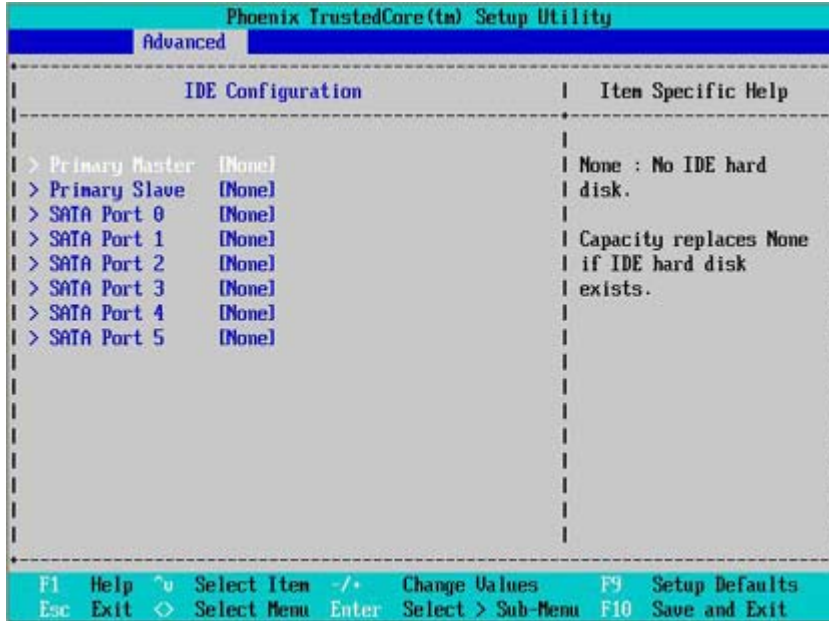 Phoenix TrustedCore(tm) Setup Utility
Advanced
IDE Configuration
Item Specific Help
> Primary Master [None]
> Primary Slave [None]
> SATA Port 0 [None]
> SATA Port 1 [None]
> SATA Port 2 [None]
> SATA Port 3 [None]
> SATA Port 4 [None]
> SATA Port 5 [None]
None : No IDE hard
disk.
Capacity replaces None
if IDE hard disk
exists.
F1 Help ^v Select Item -/+ Change Values F9 Setup Defaults
Esc Exit <> Select Menu Enter Select > Sub-Menu F10 Save and Exit